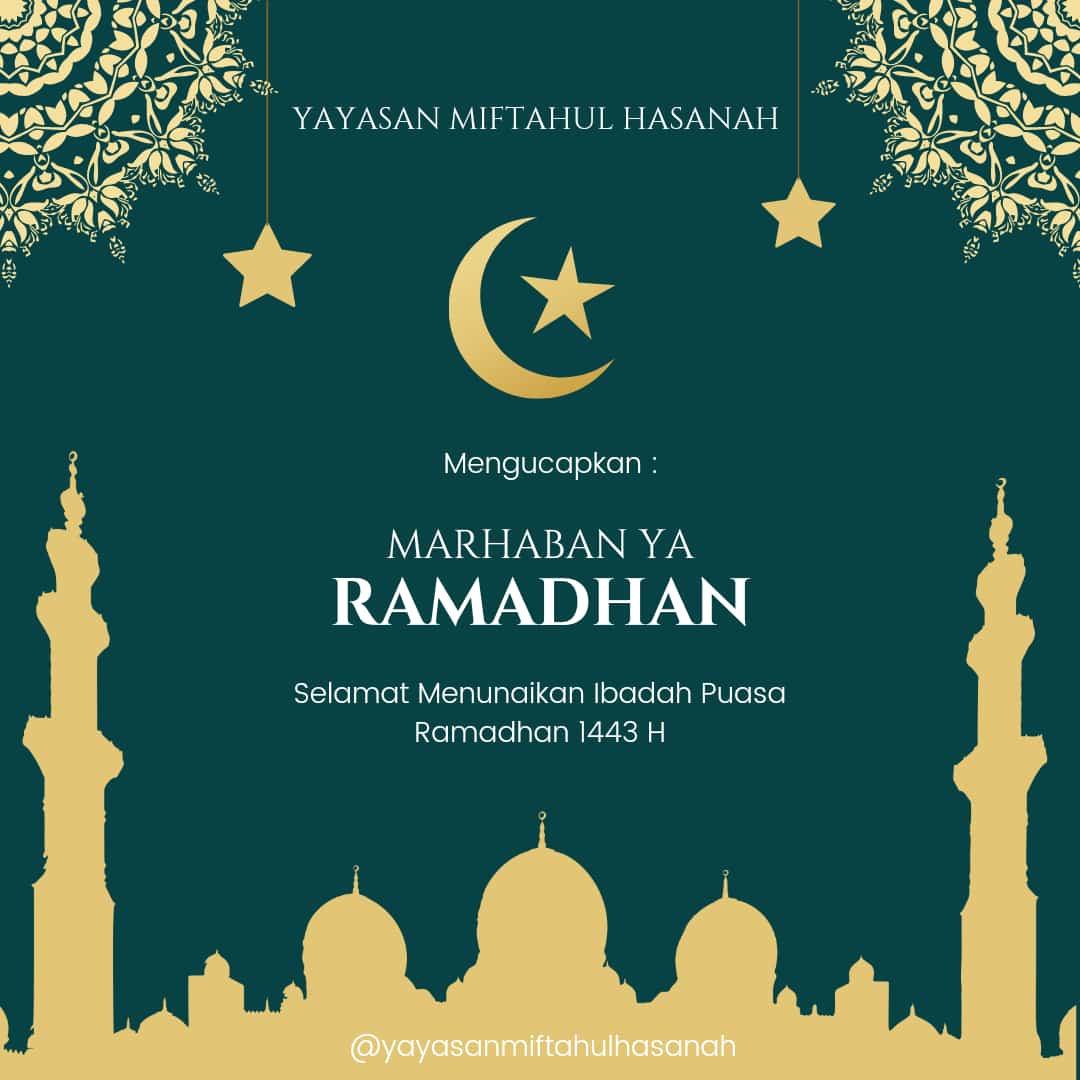 YAYASAN MIFTAHUL HASANAH
Mengucapkan :
MARHABAN YA
RAMADHAN
Selamat Menunaikan Ibadah Puasa
Ramadhan 1443 H
@yayasanmiftahulhasanah